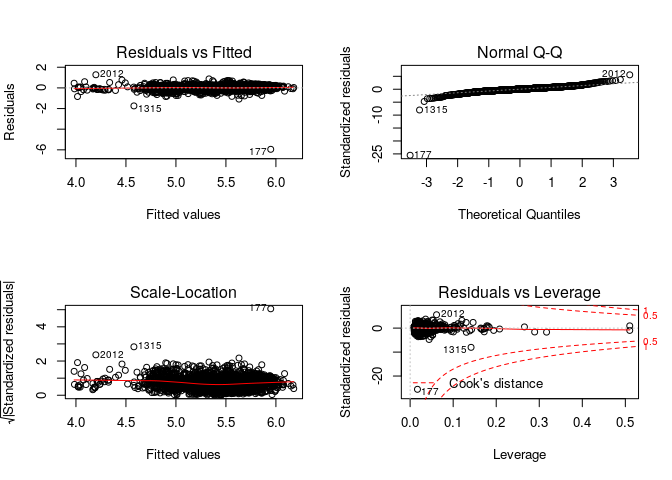 Residuals vs Fitted
Residuals
2
0
-2
-6
2012
1315
177
4.0 4.5 5.0 5.5 6.0
Fitted values
Normal Q-Q
Standardized residuals
0
-10
-25
2012
1315
177
-3 -2 -1 0 1 2 3
Theoretical Quantiles
Scale-Location
√|Standardized residuals|
4
2
0
177
1315
2012
4.0 4.5 5.0 5.5 6.0
Fitted values
Residuals vs Leverage
Standardized residuals
0
20
2012
1315
177
Cook's distance
1
0.5
0.5
1
0.0 0.1 0.2 0.3 0.4 0.5
Leverage